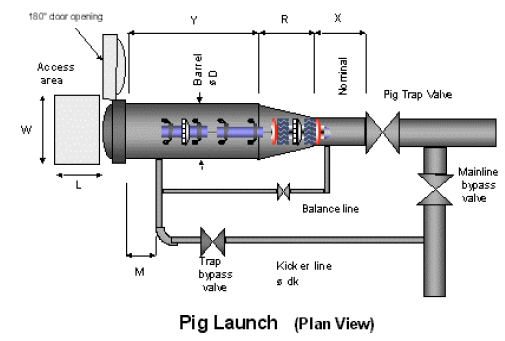 180° door opening
Y
R
X
Access
area
Barrel
ø D
Nominal
Pig Trap Valve
W
L
Mainline
bypass
valve
Balance line
M
Trap
bypass
valve
Kicker line
ø dk
Pig Launch (Plan View)